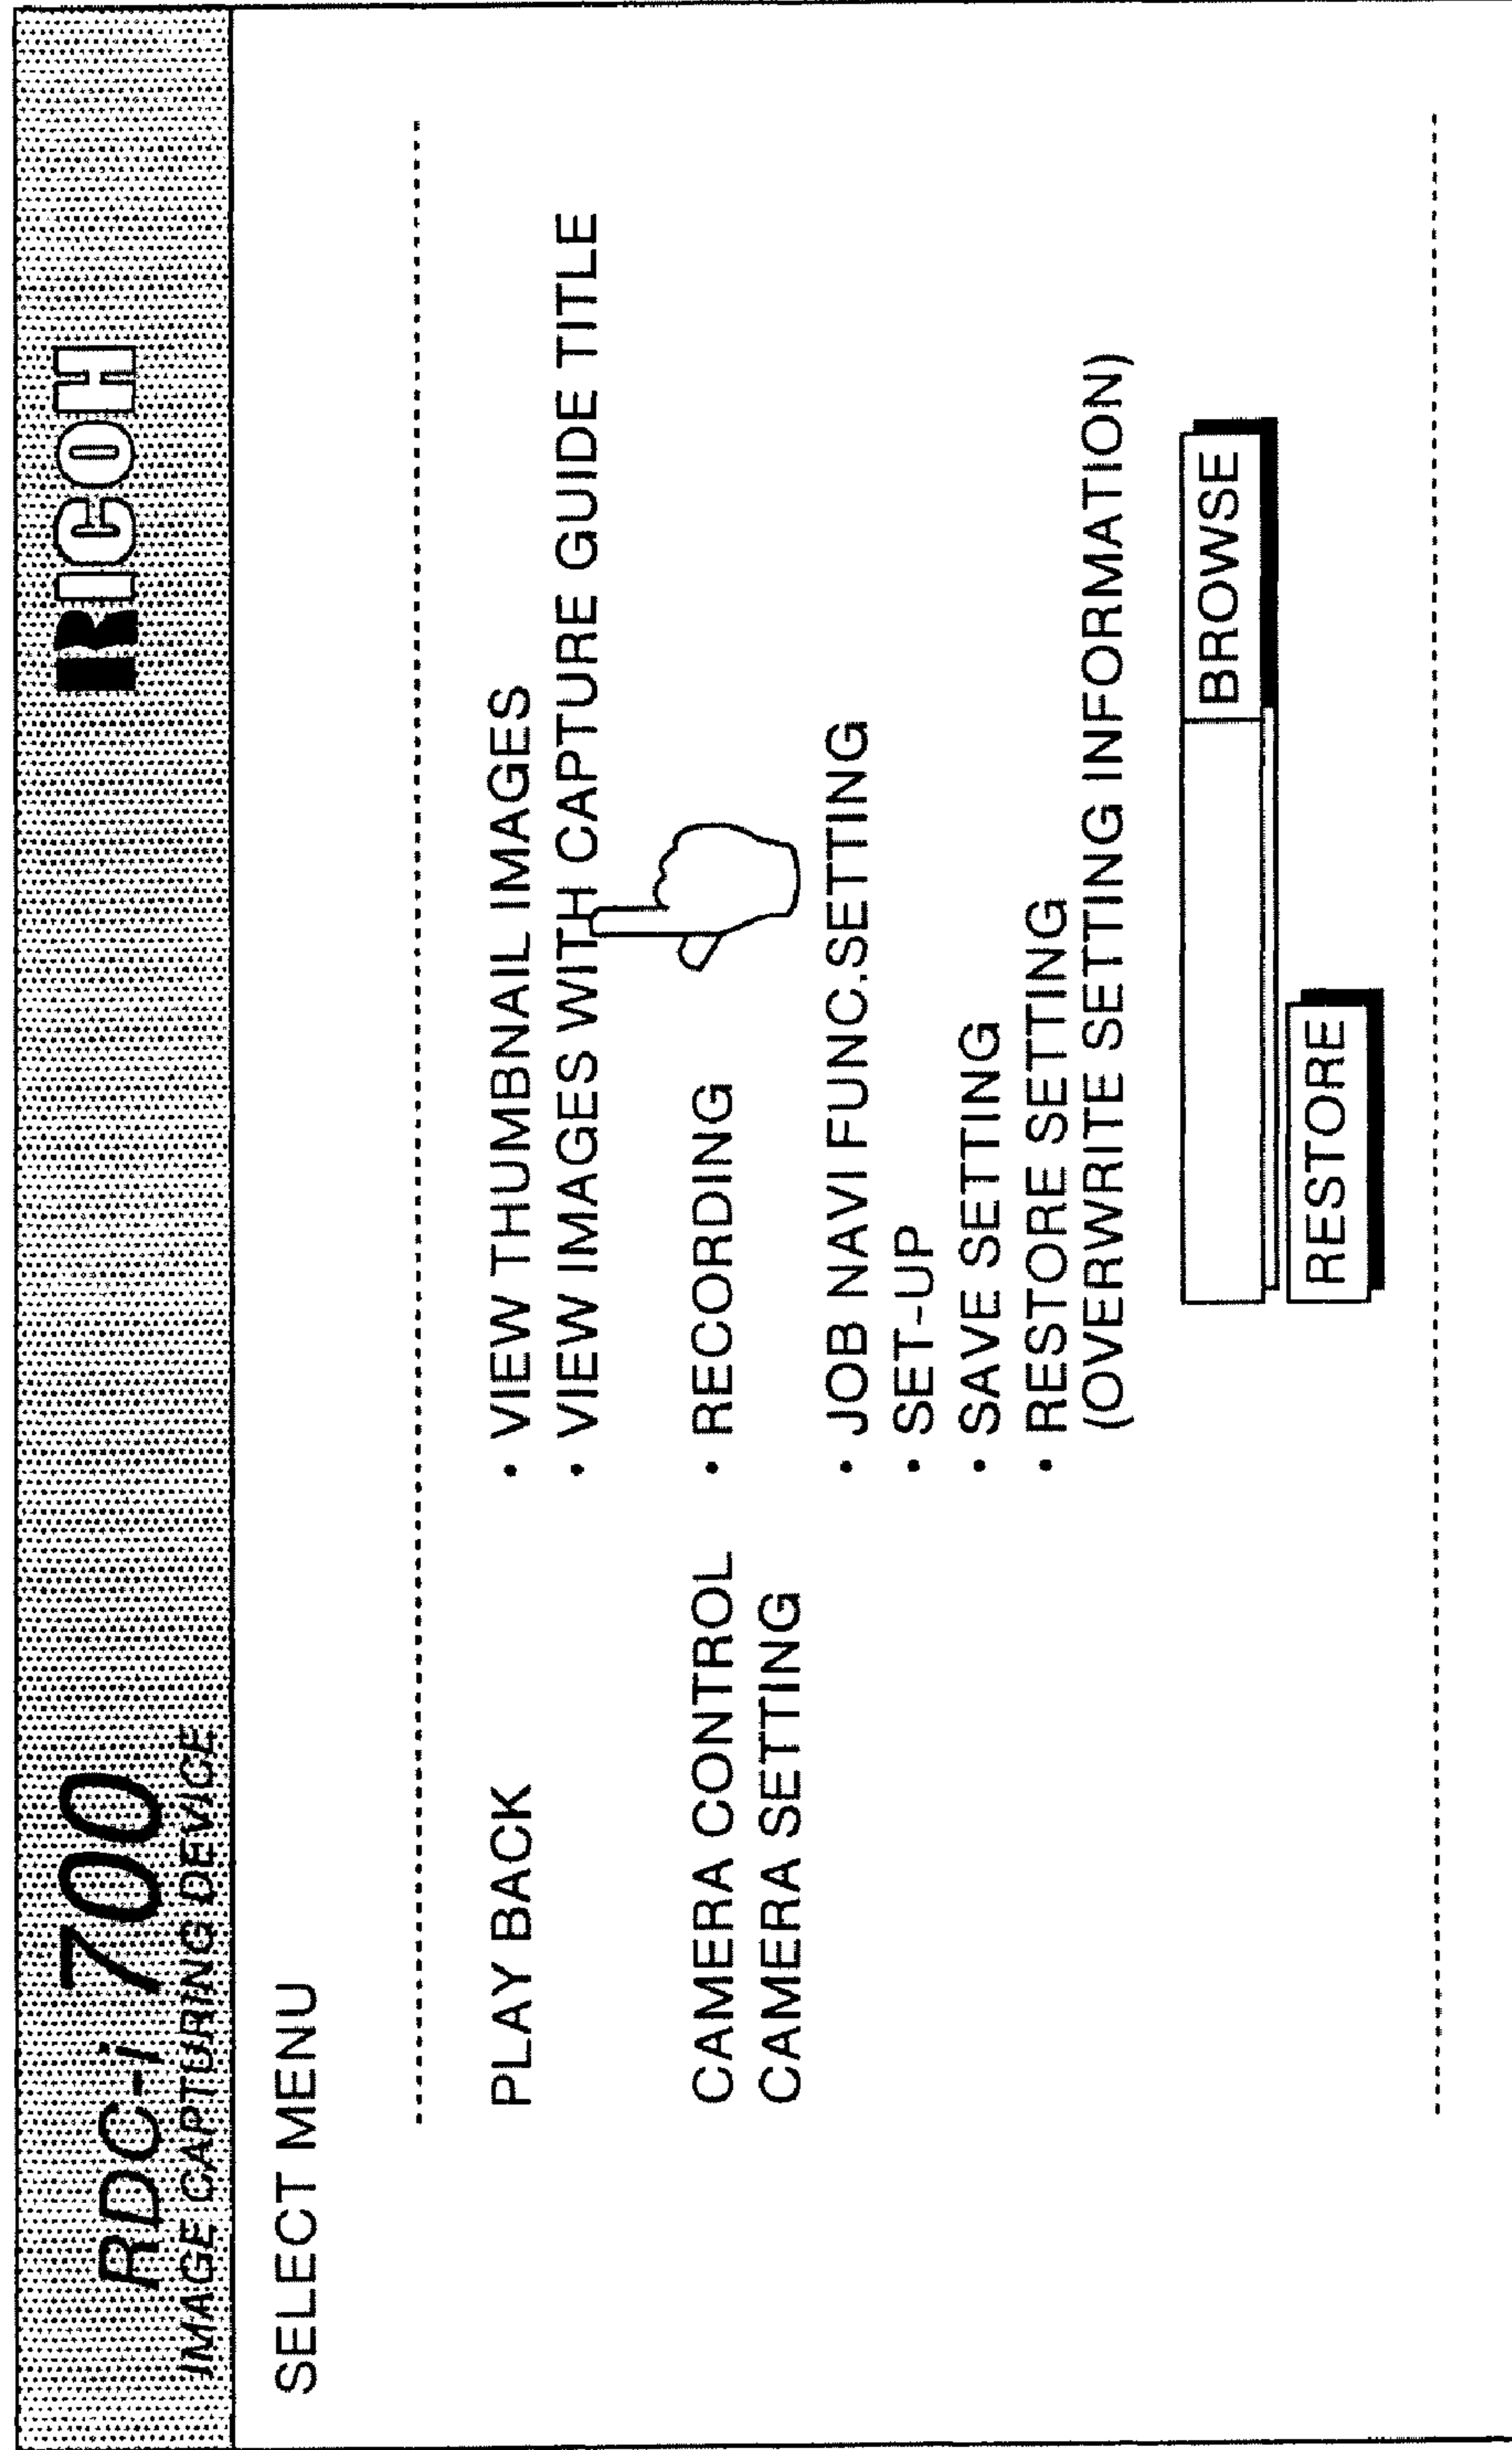 RDC-i 700 RICOH
IMAGE CAPTURING DEVICE
SELECT MENU
PLAY BACK • VIEW THUMBNAIL IMAGES
• VIEW IMAGES WITH CAPTURE GUIDE TITLE
CAMERA CONTROL • RECORDING
CAMERA SETTING
• JOB NAVI FUNC.SETTING
• SET-UP
• SAVE SETTING
• RESTORE SETTING
(OVERWRITE SETTING INFORMATION)
BROWSE
RESTORE